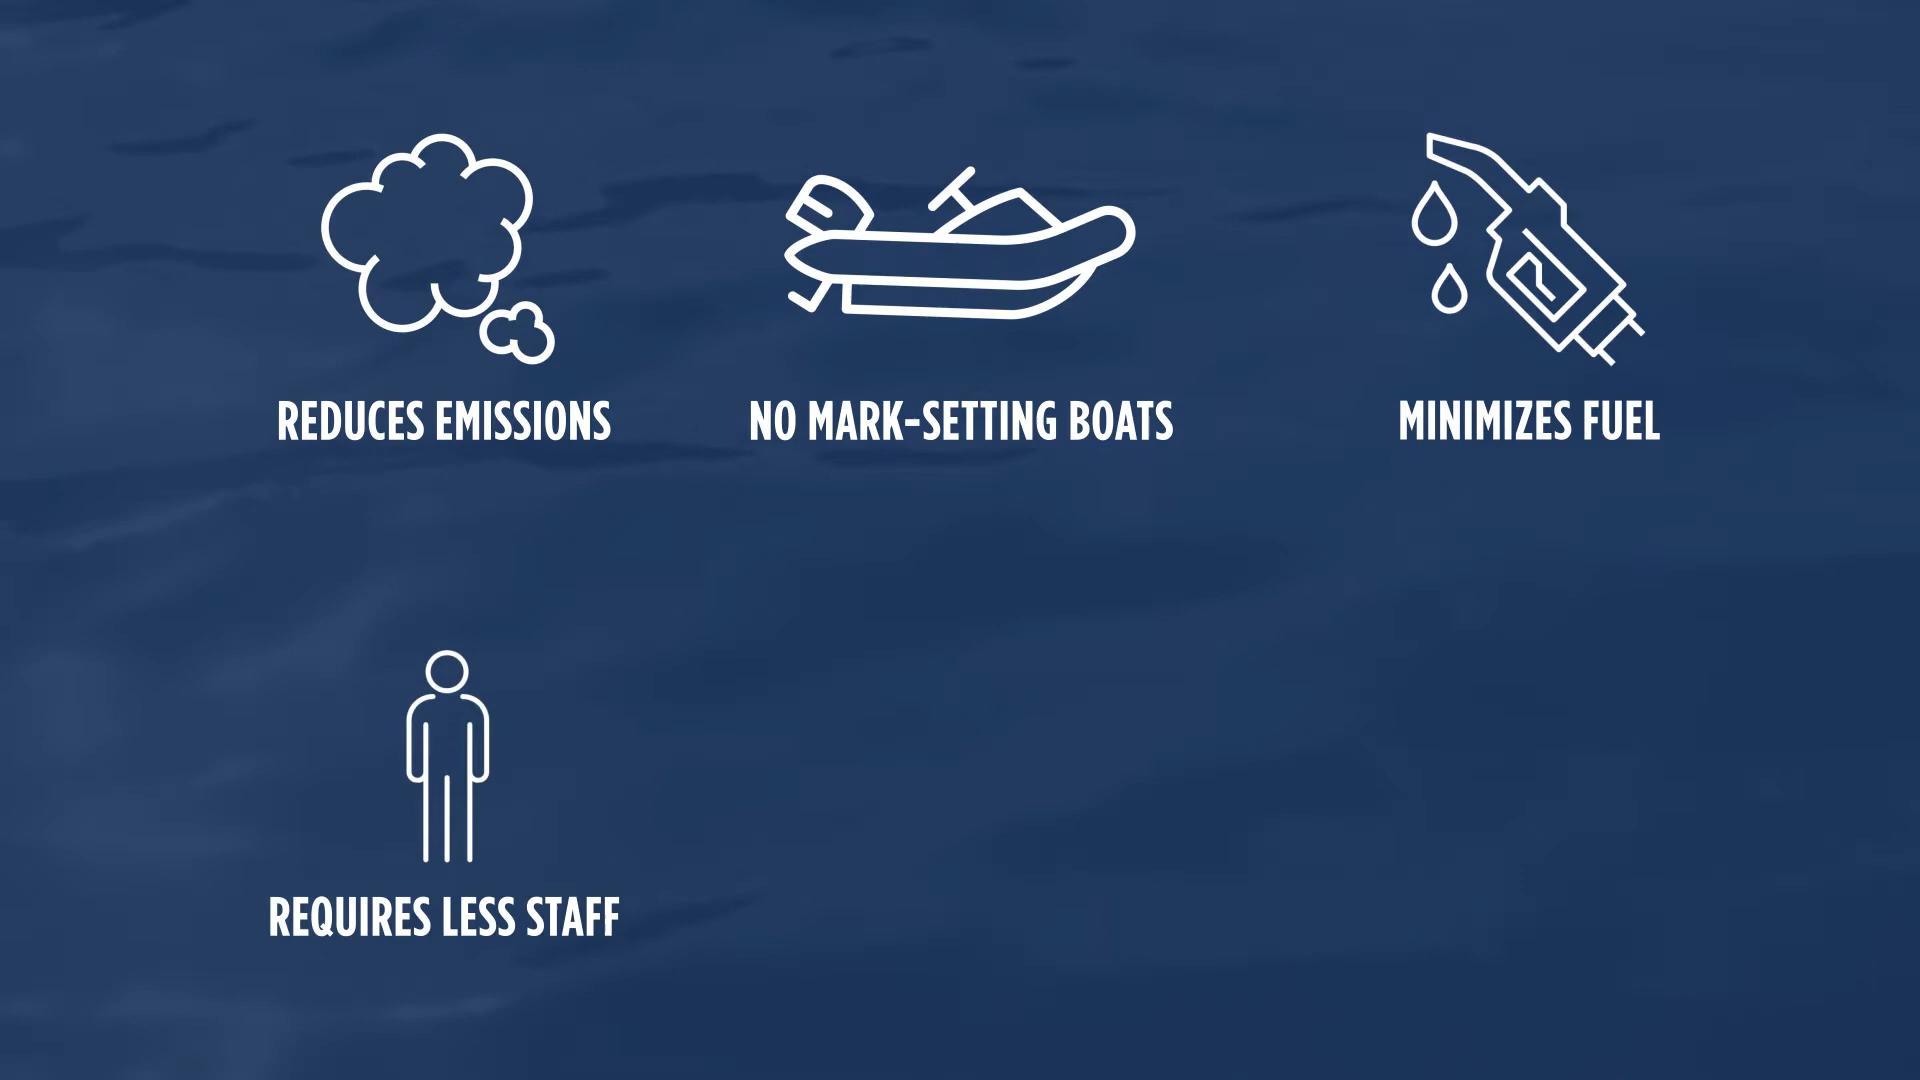 REDUCES EMISSIONS
NO MARK-SETTING BOATS
MINIMIZES FUEL
REQUIRES LESS STAFF